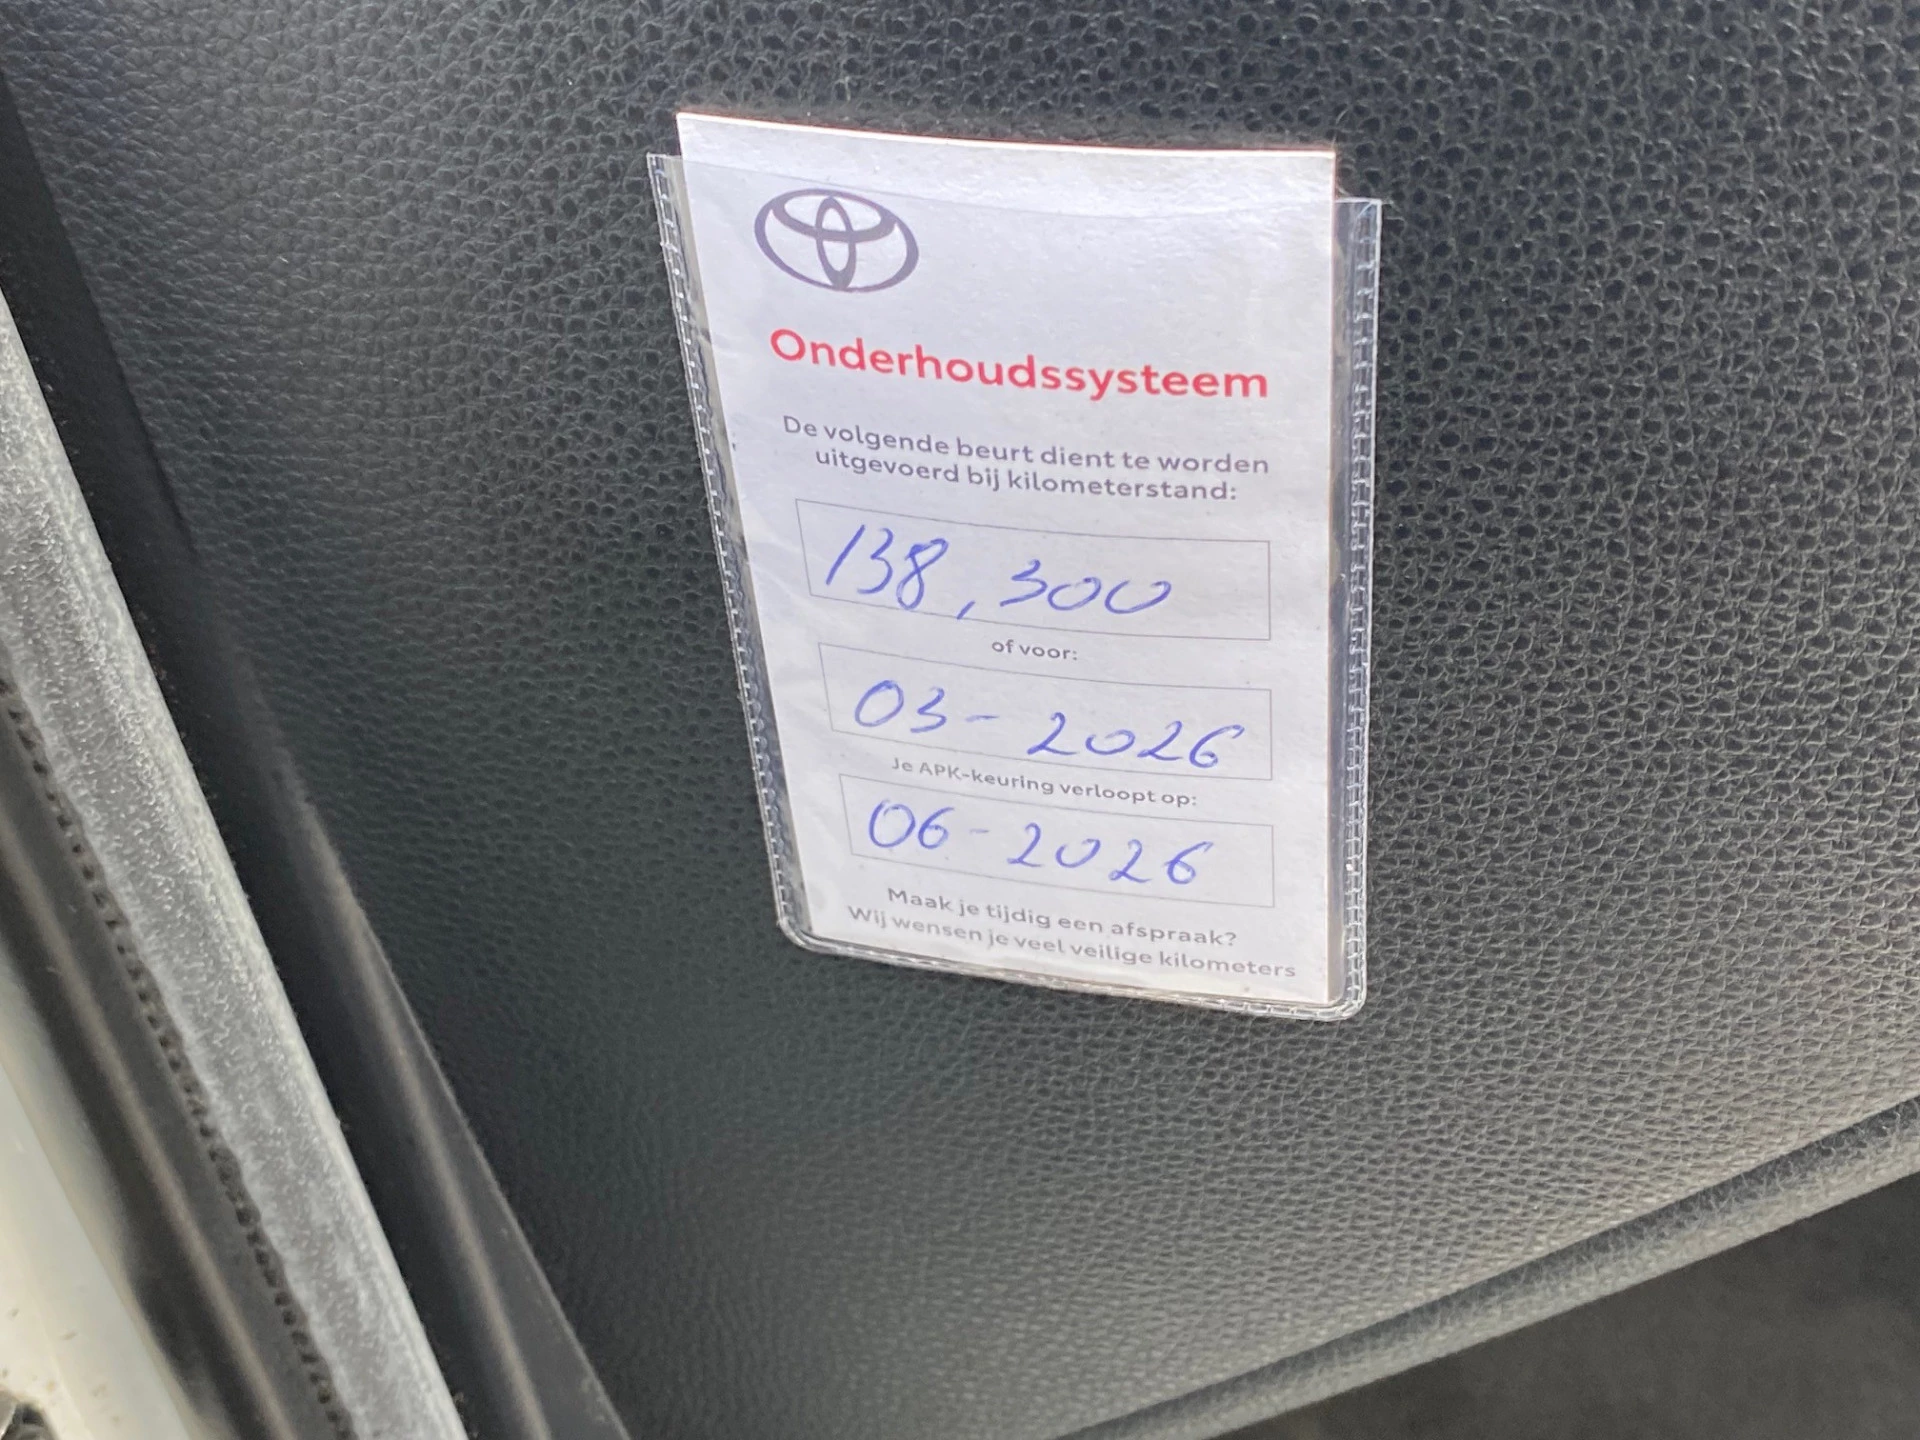 Onderhoudssysteem
De volgende beurt dient te worden
uitgevoerd bij kilometerstand:
138,300
of voor:
03-2026
Je APK-keuring verloopt op:
06-2026
Maak je tijdig een afspraak?
Wij wensen je veel veilige kilometers